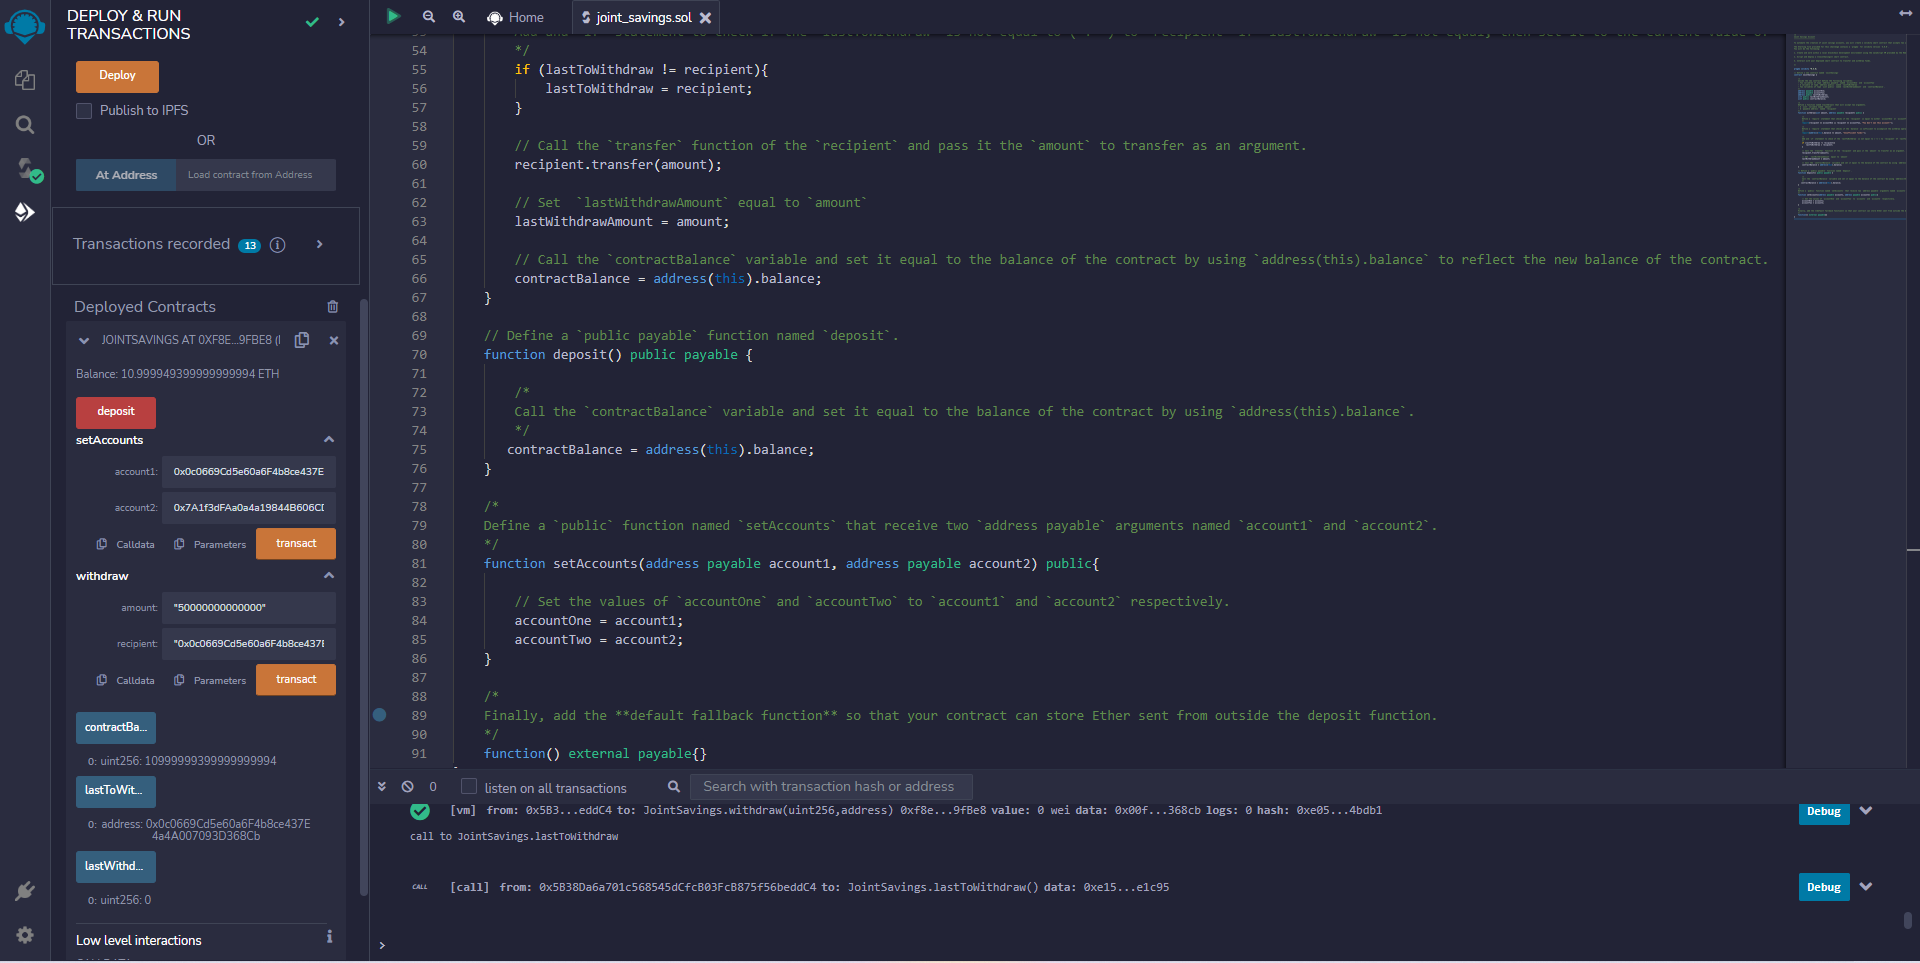 DEPLOY & RUN
TRANSACTIONS
Deploy
Publish to IPFS
OR
At Address
Load contract from Address
Transactions recorded 13 i
Deployed Contracts
JOINTSAVINGS AT 0XF8E...9FBE8 (
Balance: 10.999949399999999994 ETH
deposit
setAccounts
account1: 0x0c0669Cd5e60a6F4b8ce437E
account2: 0x7A1f3dFAa0a4a19844B606CD
Calldata Parameters transact
withdraw
amount: "50000000000000"
recipient: "0x0c0669Cd5e60a6F4b8ce437E
Calldata Parameters transact
contractBa...
0: uint256: 10999999399999999994
lastToWit...
0: address: 0x0c0669Cd5e60a6F4b8ce437E
4a4A007093D368Cb
lastWithd...
0: uint256: 0
Low level interactions i
Home
joint_savings.sol
54 */
55 if (lastToWithdraw != recipient){
56 lastToWithdraw = recipient;
57 }
58
59 // Call the `transfer` function of the `recipient` and pass it the `amount` to transfer as an argument.
60 recipient.transfer(amount);
61
62 // Set  `lastWithdrawAmount` equal to `amount`
63 lastWithdrawAmount = amount;
64
65 // Call the `contractBalance` variable and set it equal to the balance of the contract by using `address(this).balance` to reflect the new balance of the contract.
66 contractBalance = address(this).balance;
67 }
68
69 // Define a `public payable` function named `deposit`.
70 function deposit() public payable {
71
72 /*
73 Call the `contractBalance` variable and set it equal to the balance of the contract by using `address(this).balance`.
74 */
75 contractBalance = address(this).balance;
76 }
77
78 /*
79 Define a `public` function named `setAccounts` that receive two `address payable` arguments named `account1` and `account2`.
80 */
81 function setAccounts(address payable account1, address payable account2) public{
82
83 // Set the values of `accountOne` and `accountTwo` to `account1` and `account2` respectively.
84 accountOne = account1;
85 accountTwo = account2;
86 }
87
88 /*
89 Finally, add the **default fallback function** so that your contract can store Ether sent from outside the deposit function.
90 */
91 function() external payable{}
0 listen on all transactions Search with transaction hash or address
[vm] from: 0x5B3...eddC4 to: JointSavings.withdraw(uint256,address) 0xf8e...9fBe8 value: 0 wei data: 0x00f...368cb logs: 0 hash: 0xe05...4bdb1 Debug
call to JointSavings.lastToWithdraw
CALL [call] from: 0x5B38Da6a701c568545dCfcB03FcB875f56beddC4 to: JointSavings.lastToWithdraw() data: 0xe15...e1c95 Debug
>